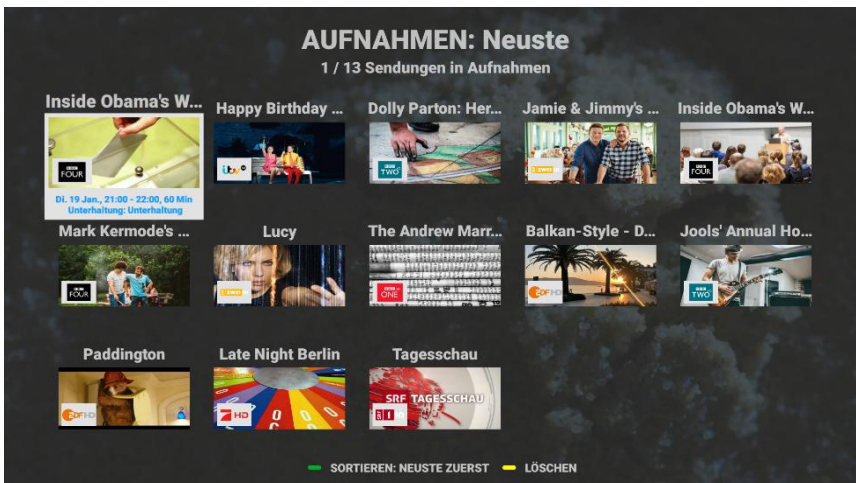 AUFNAHMEN: Neuste
1 / 13 Sendungen in Aufnahmen
Inside Obama's W...
Happy Birthday ...
Dolly Parton: Her...
Jamie & Jimmy's ...
Inside Obama's W...
BBC
FOUR
itv
BBC
TWO
BBC
FOUR
Di. 19 Jan., 21:00 - 22:00, 60 Min
Unterhaltung: Unterhaltung
Mark Kermode's ...
Lucy
The Andrew Marr...
Balkan-Style - D...
Jools' Annual Ho...
BBC
FOUR
BBC
ONE
ZDF HD
BBC
TWO
Paddington
Late Night Berlin
Tagesschau
ZDF HD
HD
SRF TAGESSCHAU
SRF 1 HD
SORTIEREN: NEUSTE ZUERST
LÖSCHEN